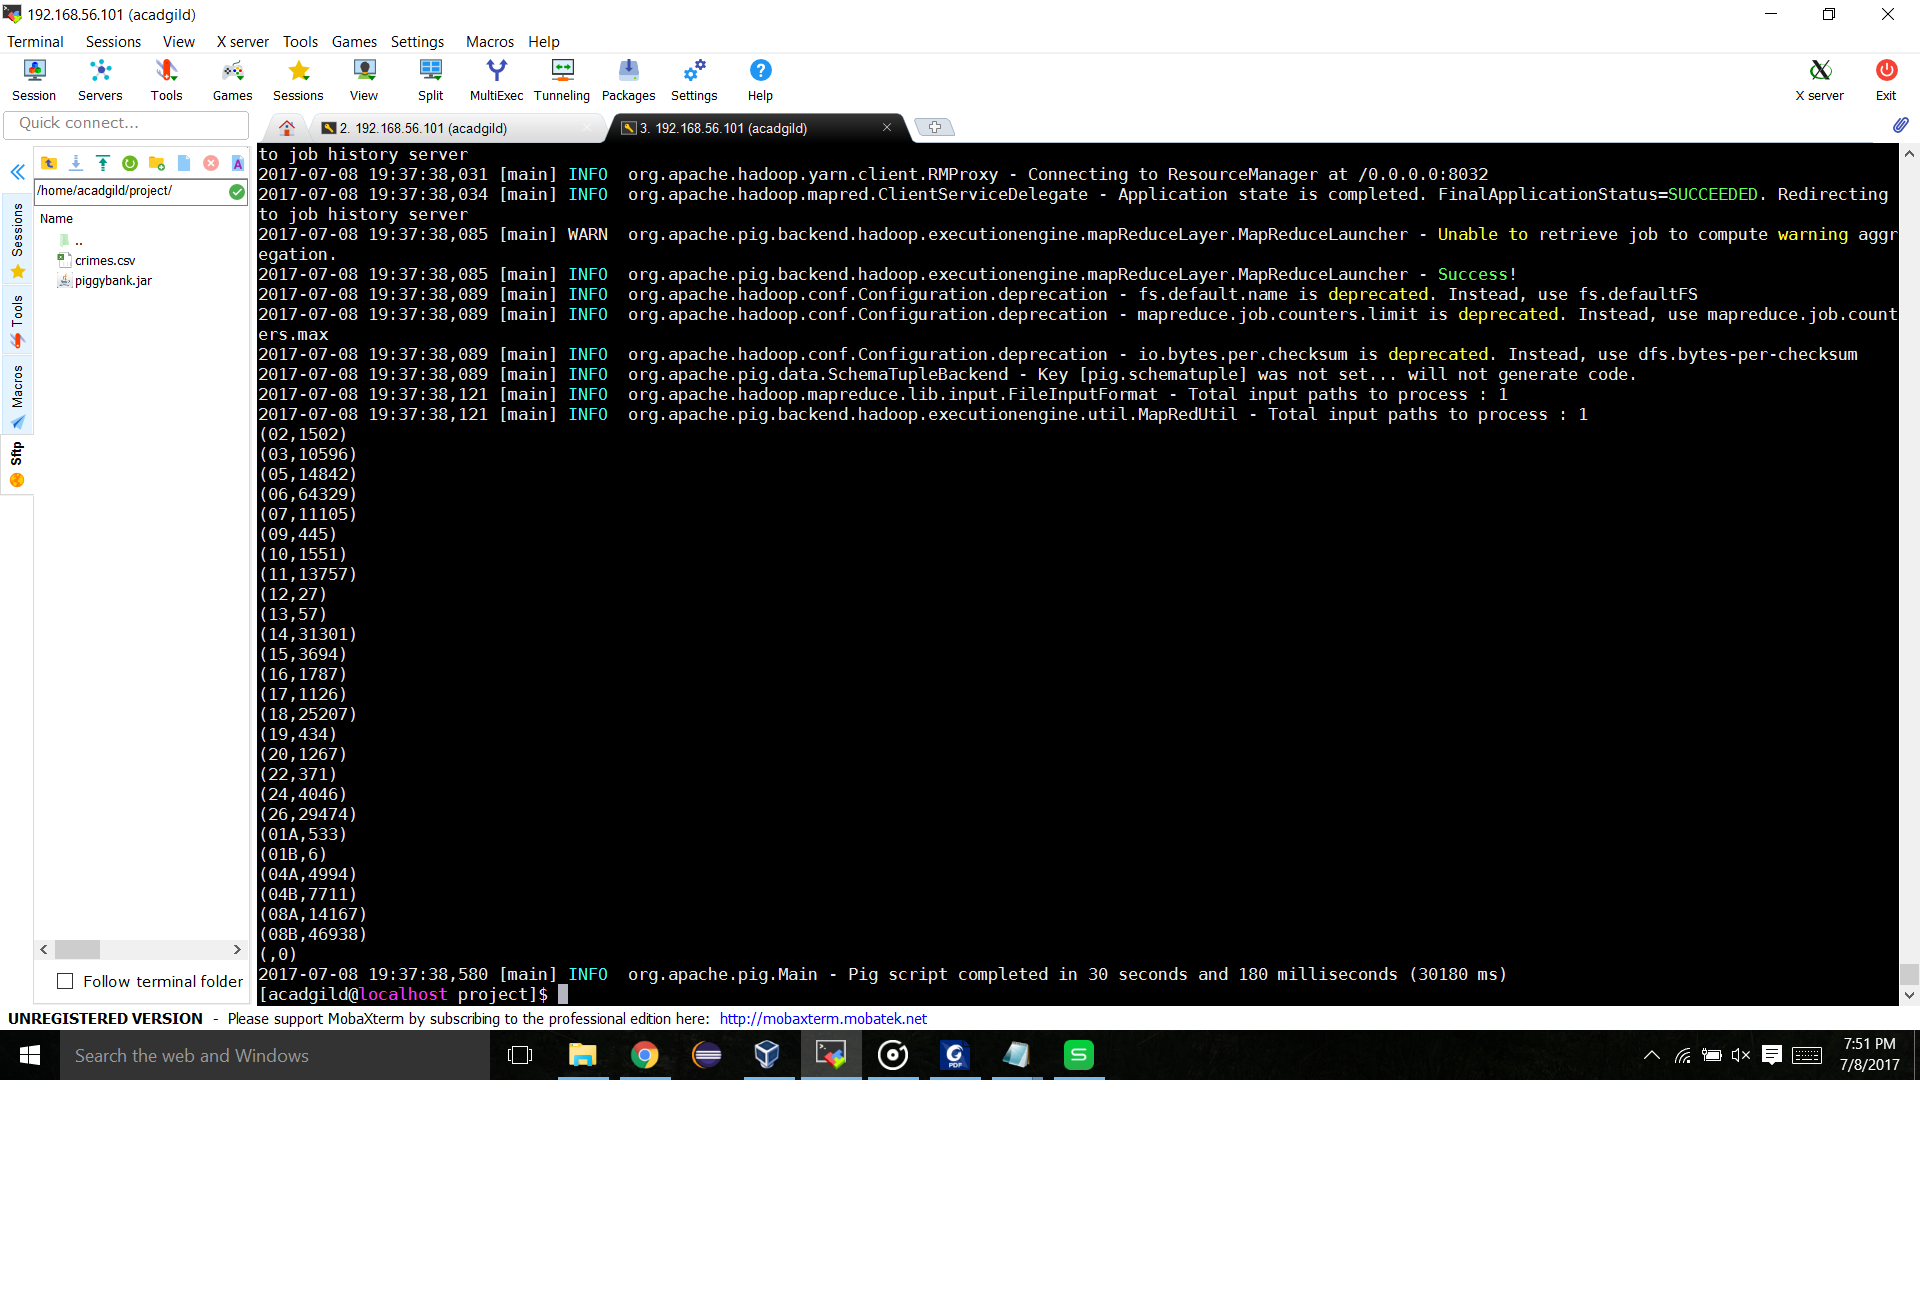 192.168.56.101 (acadgild)
Terminal Sessions View X server Tools Games Settings Macros Help
Session Servers Tools Games Sessions View Split MultiExec Tunneling Packages Settings Help X server Exit
Quick connect...
2. 192.168.56.101 (acadgild)
3. 192.168.56.101 (acadgild)
/home/acadgild/project/
Name
..
crimes.csv
piggybank.jar
Sessions
Tools
Macros
Sftp
Follow terminal folder
to job history server
2017-07-08 19:37:38,031 [main] INFO  org.apache.hadoop.yarn.client.RMProxy - Connecting to ResourceManager at /0.0.0.0:8032
2017-07-08 19:37:38,034 [main] INFO  org.apache.hadoop.mapred.ClientServiceDelegate - Application state is completed. FinalApplicationStatus=SUCCEEDED. Redirecting
to job history server
2017-07-08 19:37:38,085 [main] WARN  org.apache.pig.backend.hadoop.executionengine.mapReduceLayer.MapReduceLauncher - Unable to retrieve job to compute warning aggr
egation.
2017-07-08 19:37:38,085 [main] INFO  org.apache.pig.backend.hadoop.executionengine.mapReduceLayer.MapReduceLauncher - Success!
2017-07-08 19:37:38,089 [main] INFO  org.apache.hadoop.conf.Configuration.deprecation - fs.default.name is deprecated. Instead, use fs.defaultFS
2017-07-08 19:37:38,089 [main] INFO  org.apache.hadoop.conf.Configuration.deprecation - mapreduce.job.counters.limit is deprecated. Instead, use mapreduce.job.count
ers.max
2017-07-08 19:37:38,089 [main] INFO  org.apache.hadoop.conf.Configuration.deprecation - io.bytes.per.checksum is deprecated. Instead, use dfs.bytes-per-checksum
2017-07-08 19:37:38,089 [main] INFO  org.apache.pig.data.SchemaTupleBackend - Key [pig.schematuple] was not set... will not generate code.
2017-07-08 19:37:38,121 [main] INFO  org.apache.hadoop.mapreduce.lib.input.FileInputFormat - Total input paths to process : 1
2017-07-08 19:37:38,121 [main] INFO  org.apache.pig.backend.hadoop.executionengine.util.MapRedUtil - Total input paths to process : 1
(02,1502)
(03,10596)
(05,14842)
(06,64329)
(07,11105)
(09,445)
(10,1551)
(11,13757)
(12,27)
(13,57)
(14,31301)
(15,3694)
(16,1787)
(17,1126)
(18,25207)
(19,434)
(20,1267)
(22,371)
(24,4046)
(26,29474)
(01A,533)
(01B,6)
(04A,4994)
(04B,7711)
(08A,14167)
(08B,46938)
(,0)
2017-07-08 19:37:38,580 [main] INFO  org.apache.pig.Main - Pig script completed in 30 seconds and 180 milliseconds (30180 ms)
[acadgild@localhost project]$
UNREGISTERED VERSION - Please support MobaXterm by subscribing to the professional edition here: http://mobaxterm.mobatek.net
Search the web and Windows
7:51 PM
7/8/2017